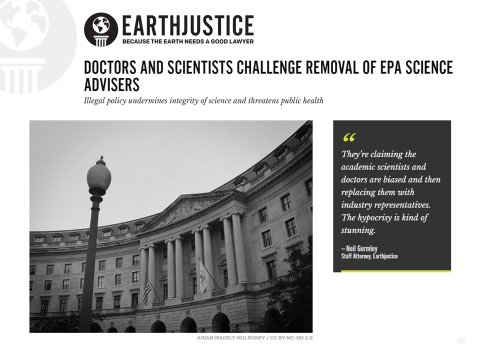 EARTHJUSTICE
BECAUSE THE EARTH NEEDS A GOOD LAWYER
DOCTORS AND SCIENTISTS CHALLENGE REMOVAL OF EPA SCIENCE
ADVISERS
Illegal policy undermines integrity of science and threatens public health
“
They're claiming the
academic scientists and
doctors are biased and then
replacing them with
industry representatives.
The hypocrisy is kind of
stunning.
– Neil Gormley
Staff Attorney, Earthjustice
AIDAN WAKELY MULRONEY / CC BY-NC-ND 2.0